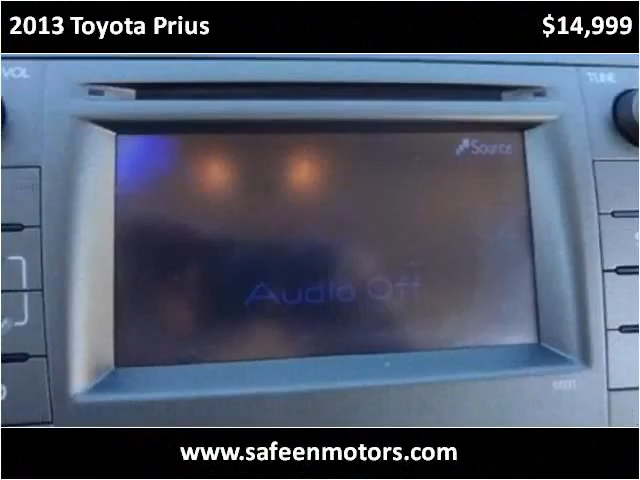 2013 Toyota Prius $14,999
VOL TUNE
Source
Audio Off
www.safeenmotors.com